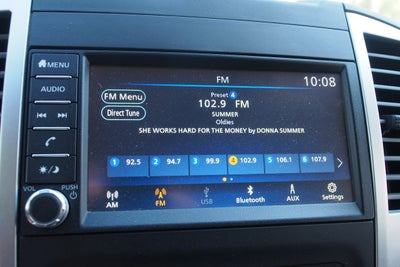 MENU
FM
10:08
AUDIO
FM Menu
Preset 4
102.9 FM
Direct Tune
SUMMER
Oldies
SHE WORKS HARD FOR THE MONEY by DONNA SUMMER
1 92.5 2 94.7 3 99.9 4 102.9 5 106.1 6 107.9
AM FM USB Bluetooth AUX Settings
VOL PUSH